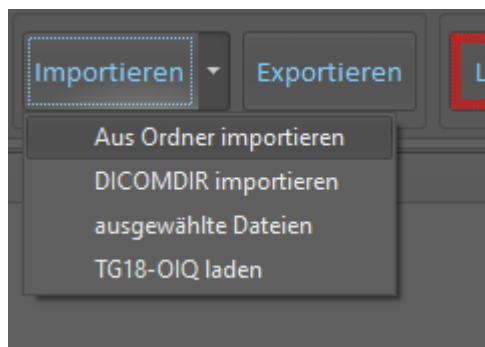 Importieren Exportieren L
Aus Ordner importieren
DICOMDIR importieren
ausgewählte Dateien
TG18-OIQ laden